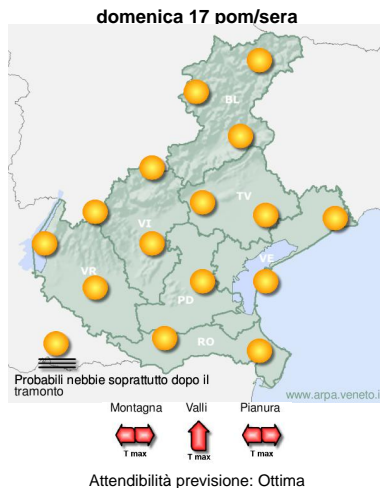 domenica 17 pom/sera
BL
TV
VI
VE
VR
PD
RO
Probabili nebbie soprattutto dopo il
tramonto
www.arpa.veneto.it
Montagna Valli Pianura
T max T max T max
Attendibilità previsione: Ottima